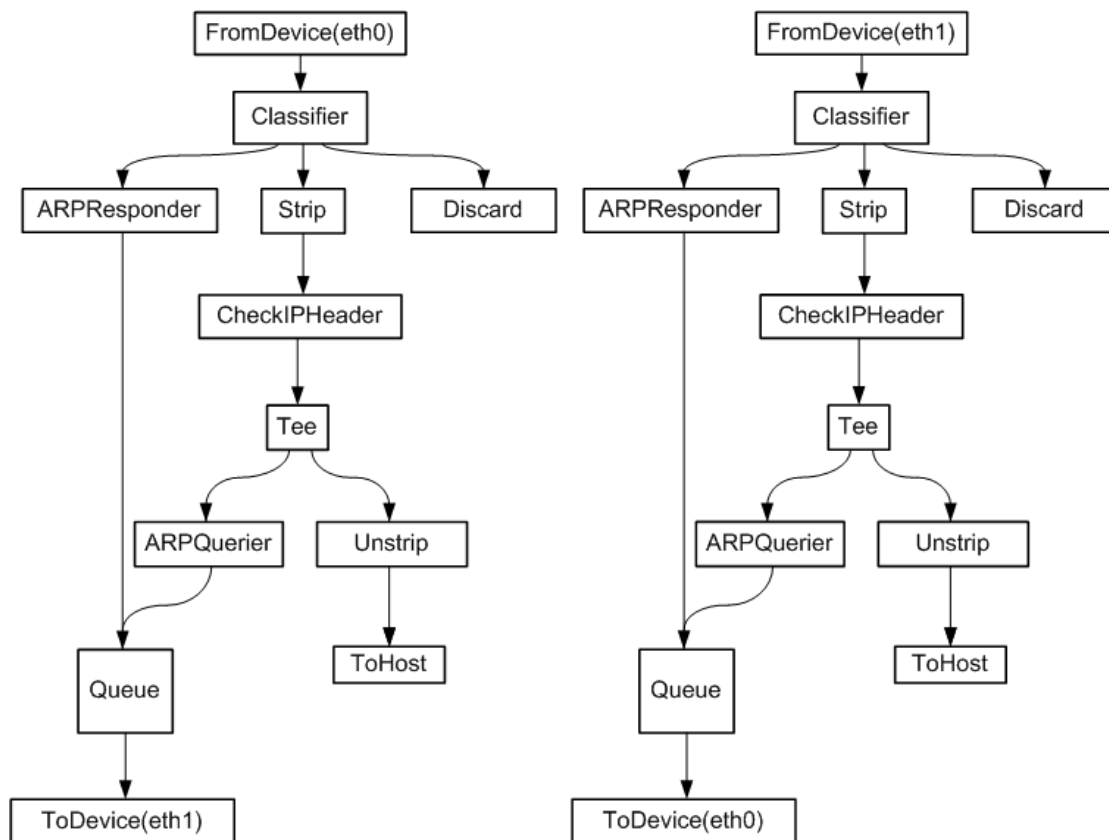 FromDevice(eth0)
Classifier
ARPResponder
Strip
Discard
CheckIPHeader
Tee
ARPQuerier
Unstrip
Queue
ToHost
ToDevice(eth1)
FromDevice(eth1)
Classifier
ARPResponder
Strip
Discard
CheckIPHeader
Tee
ARPQuerier
Unstrip
Queue
ToHost
ToDevice(eth0)